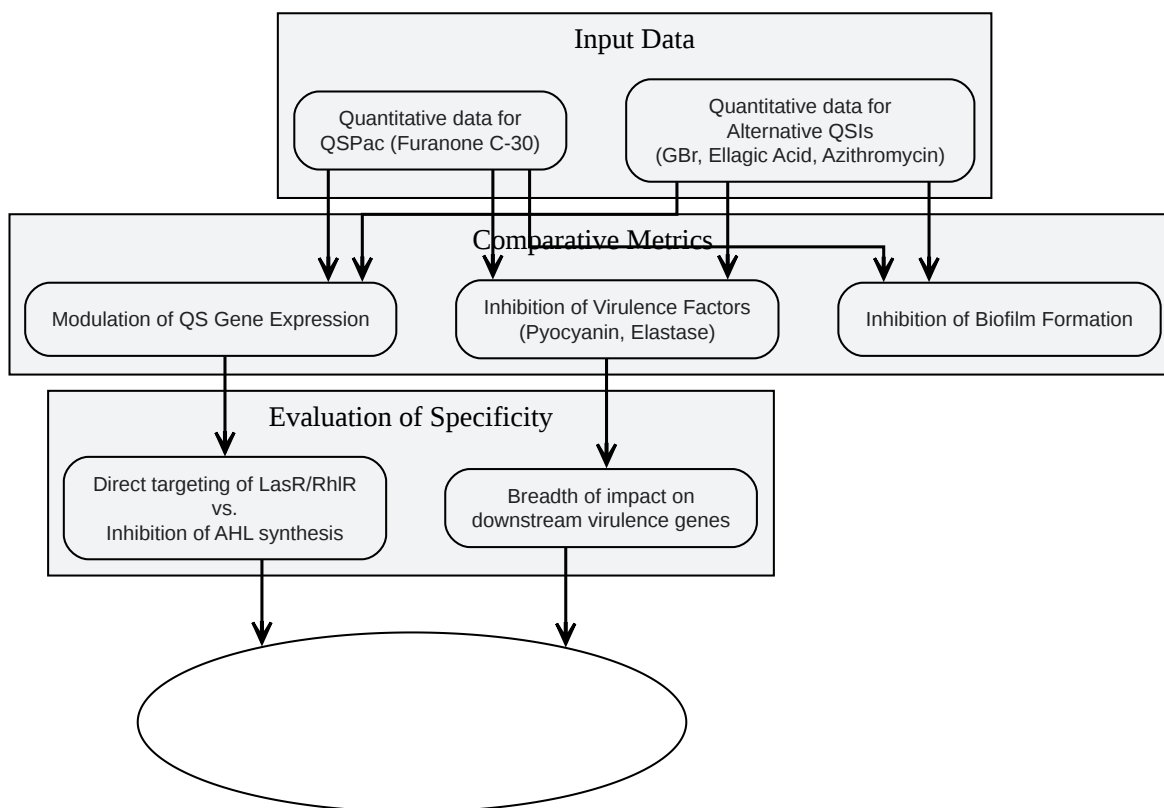 Input Data
Quantitative data for
QSPac (Furanone C-30)
Quantitative data for
Alternative QSIs
(GBr, Ellagic Acid, Azithromycin)
Comparative Metrics
Modulation of QS Gene Expression
Inhibition of Virulence Factors
(Pyocyanin, Elastase)
Inhibition of Biofilm Formation
Evaluation of Specificity
Direct targeting of LasR/RhlR
vs.
Inhibition of AHL synthesis
Breadth of impact on
downstream virulence genes